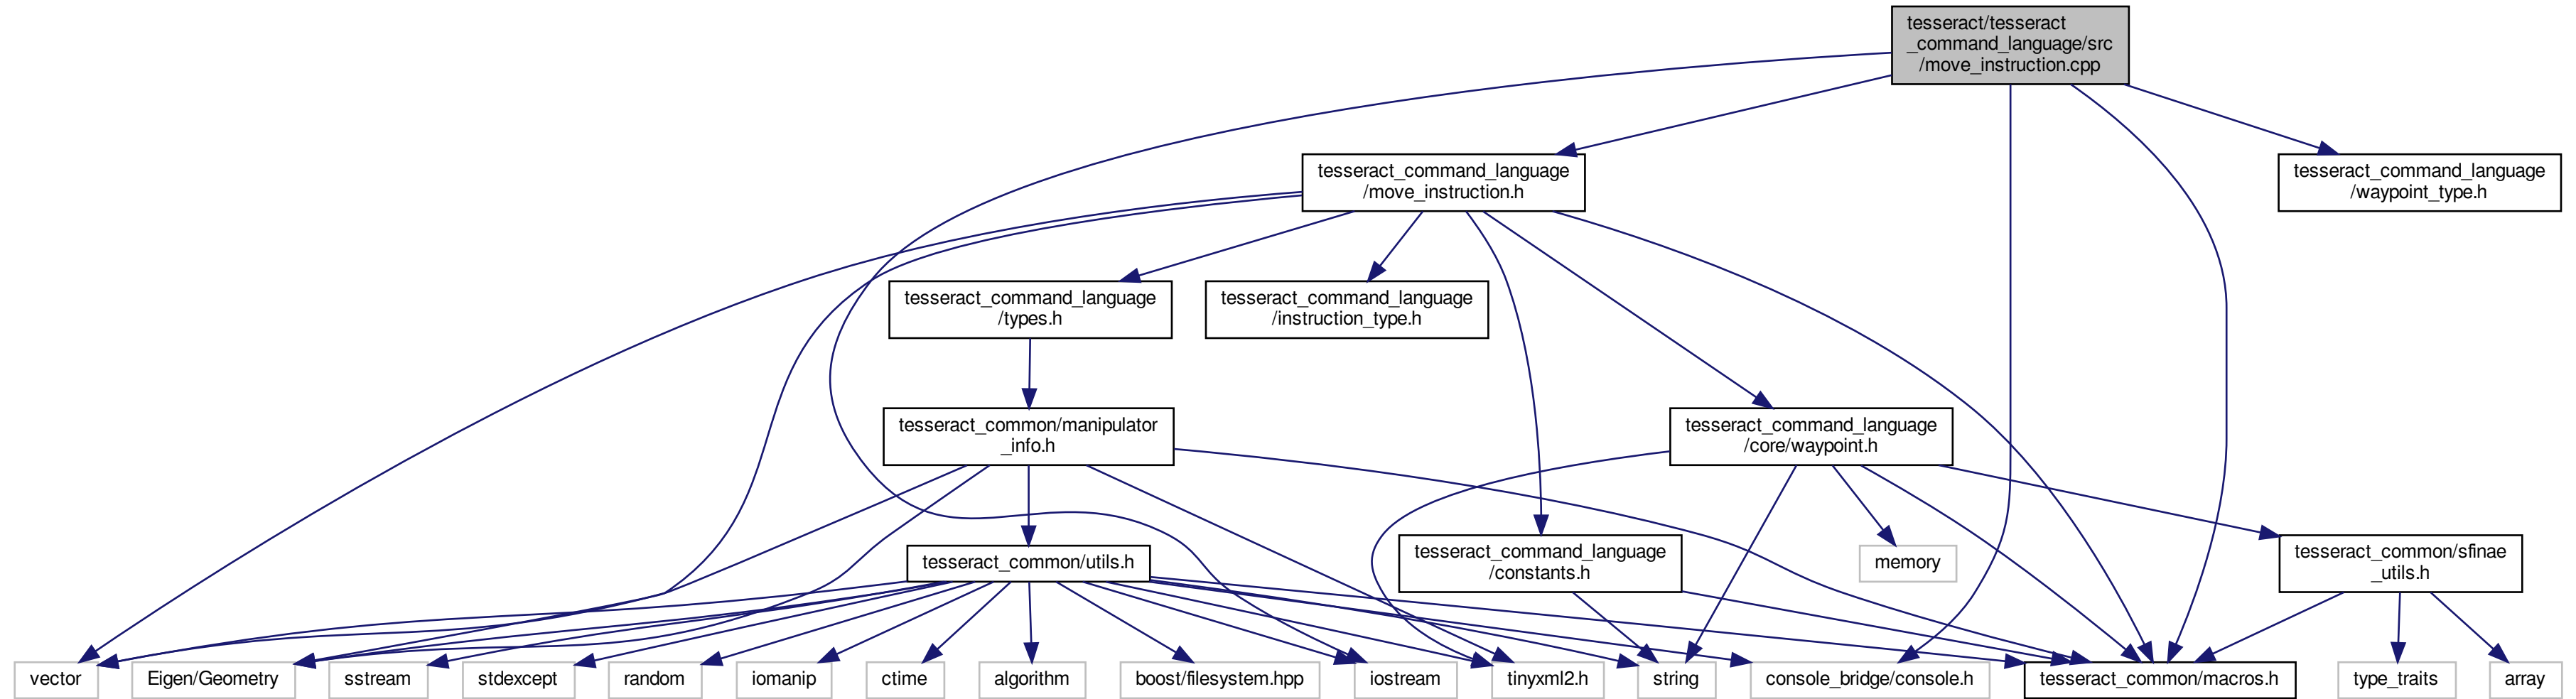 tesseract/tesseract
_command_language/src
/move_instruction.cpp
tesseract_command_language
/move_instruction.h
tesseract_command_language
/waypoint_type.h
tesseract_command_language
/types.h
tesseract_command_language
/instruction_type.h
tesseract_common/manipulator
_info.h
tesseract_command_language
/core/waypoint.h
tesseract_common/utils.h
tesseract_command_language
/constants.h
memory
tesseract_common/sfinae
_utils.h
vector
Eigen/Geometry
sstream
stdexcept
random
iomanip
ctime
algorithm
boost/filesystem.hpp
iostream
tinyxml2.h
string
console_bridge/console.h
tesseract_common/macros.h
type_traits
array